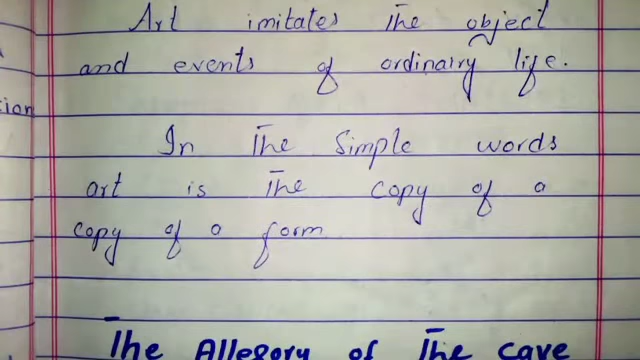 Art imitates the object
and events of ordinary life.
tion
In the Simple words
art is the copy of a
copy of a form
The Allegory of The Cave